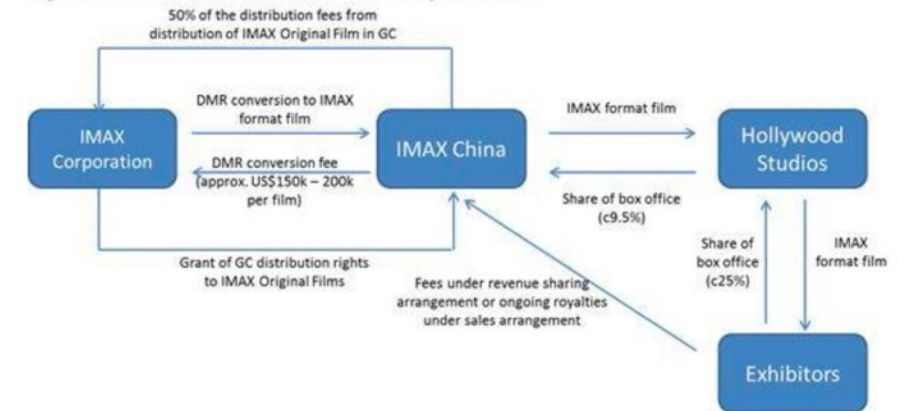 50% of the distribution fees from
distribution of IMAX Original Film in GC
IMAX
Corporation
DMR conversion to IMAX
format film
DMR conversion fee
(approx. US$150k – 200k
per film)
IMAX China
IMAX format film
Share of box office
(c9.5%)
Hollywood
Studios
Grant of GC distribution rights
to IMAX Original Films
Fees under revenue sharing
arrangement or ongoing royalties
under sales arrangement
Share of
box office
(c25%)
IMAX
format film
Exhibitors